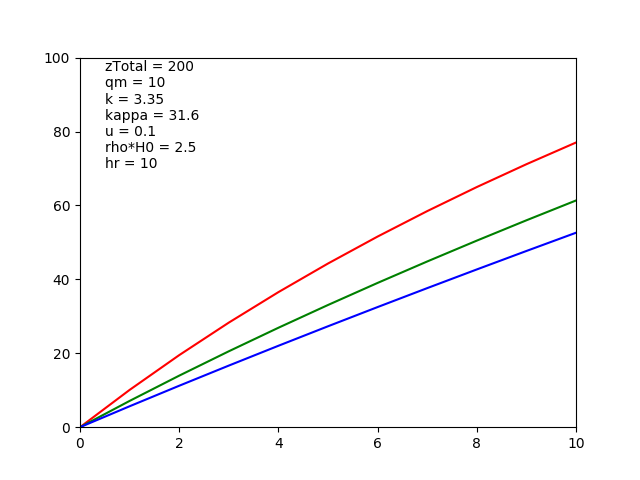 100
80
60
40
20
0
zTotal = 200
qm = 10
k = 3.35
kappa = 31.6
u = 0.1
rho*H0 = 2.5
hr = 10
0 2 4 6 8 10